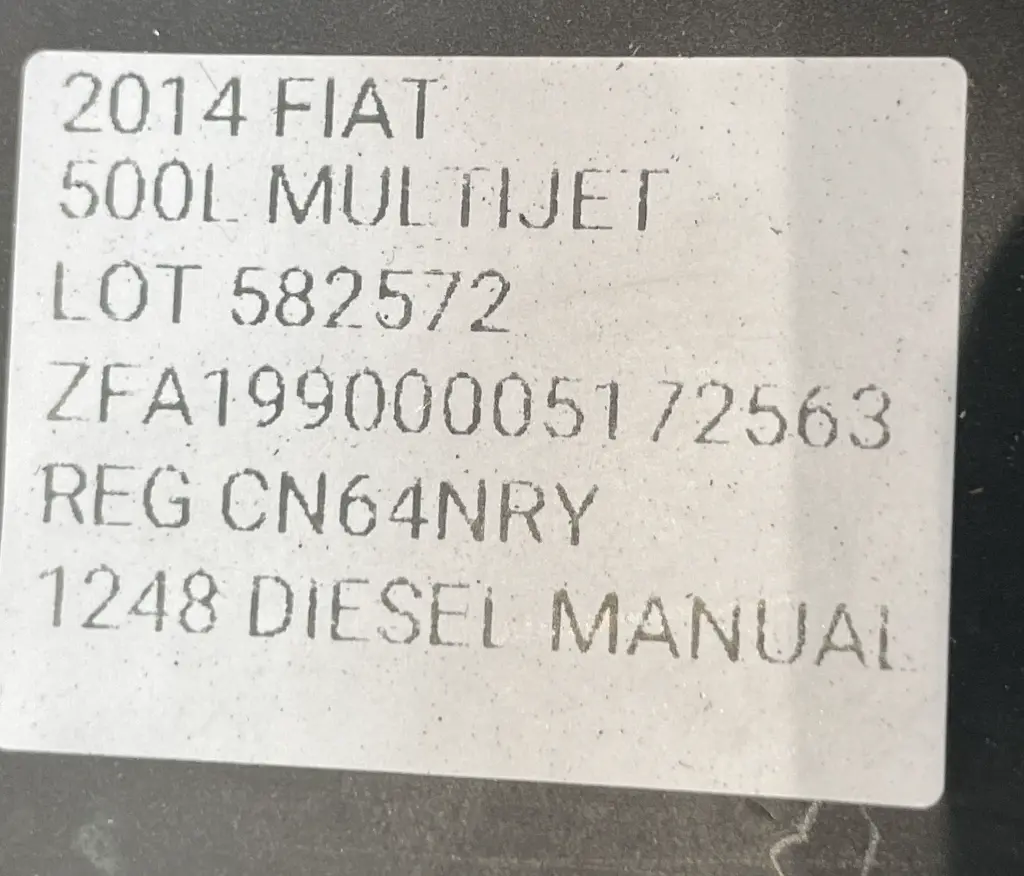 2014 FIAT
500L MULTIJET
LOT 582572
ZFA19900005172563
REG CN64NRY
1248 DIESEL MANUAL